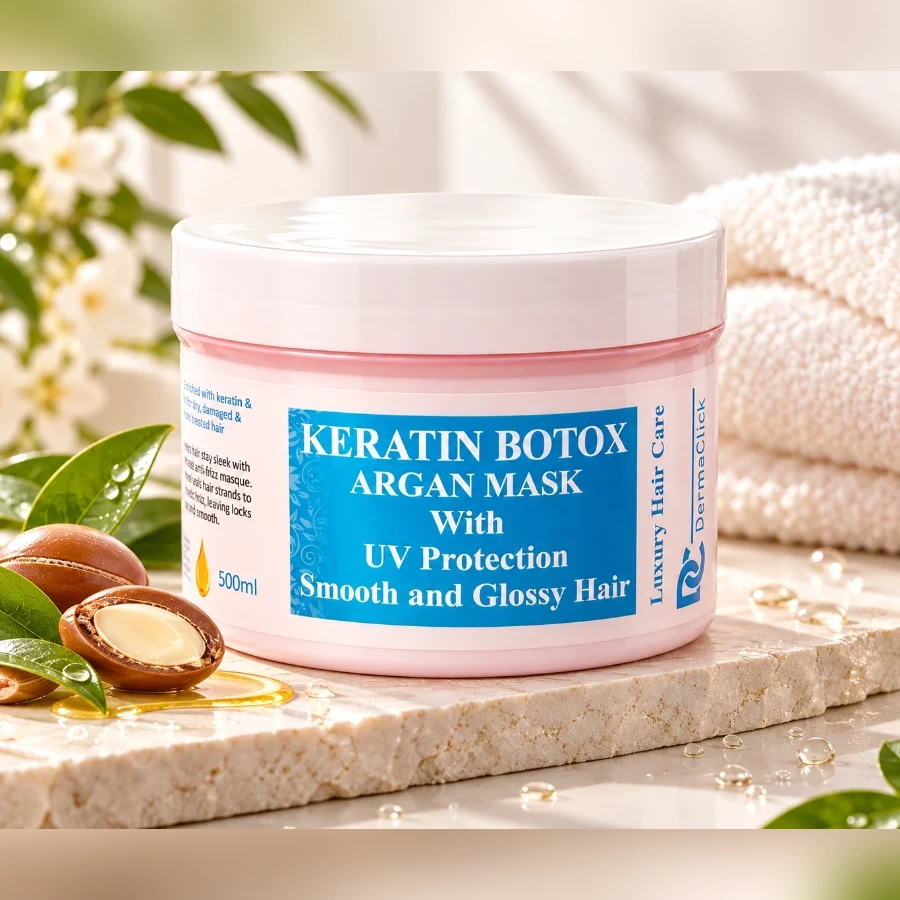 Enriched with keratin &
for dry, damaged &
treated hair
hair stay sleek with
anti-frizz masque.
seals hair strands to
frizz, leaving locks
and smooth.
500ml
KERATIN BOTOX
ARGAN MASK
With
UV Protection
Smooth and Glossy Hair
Luxury Hair Care
DermaClick